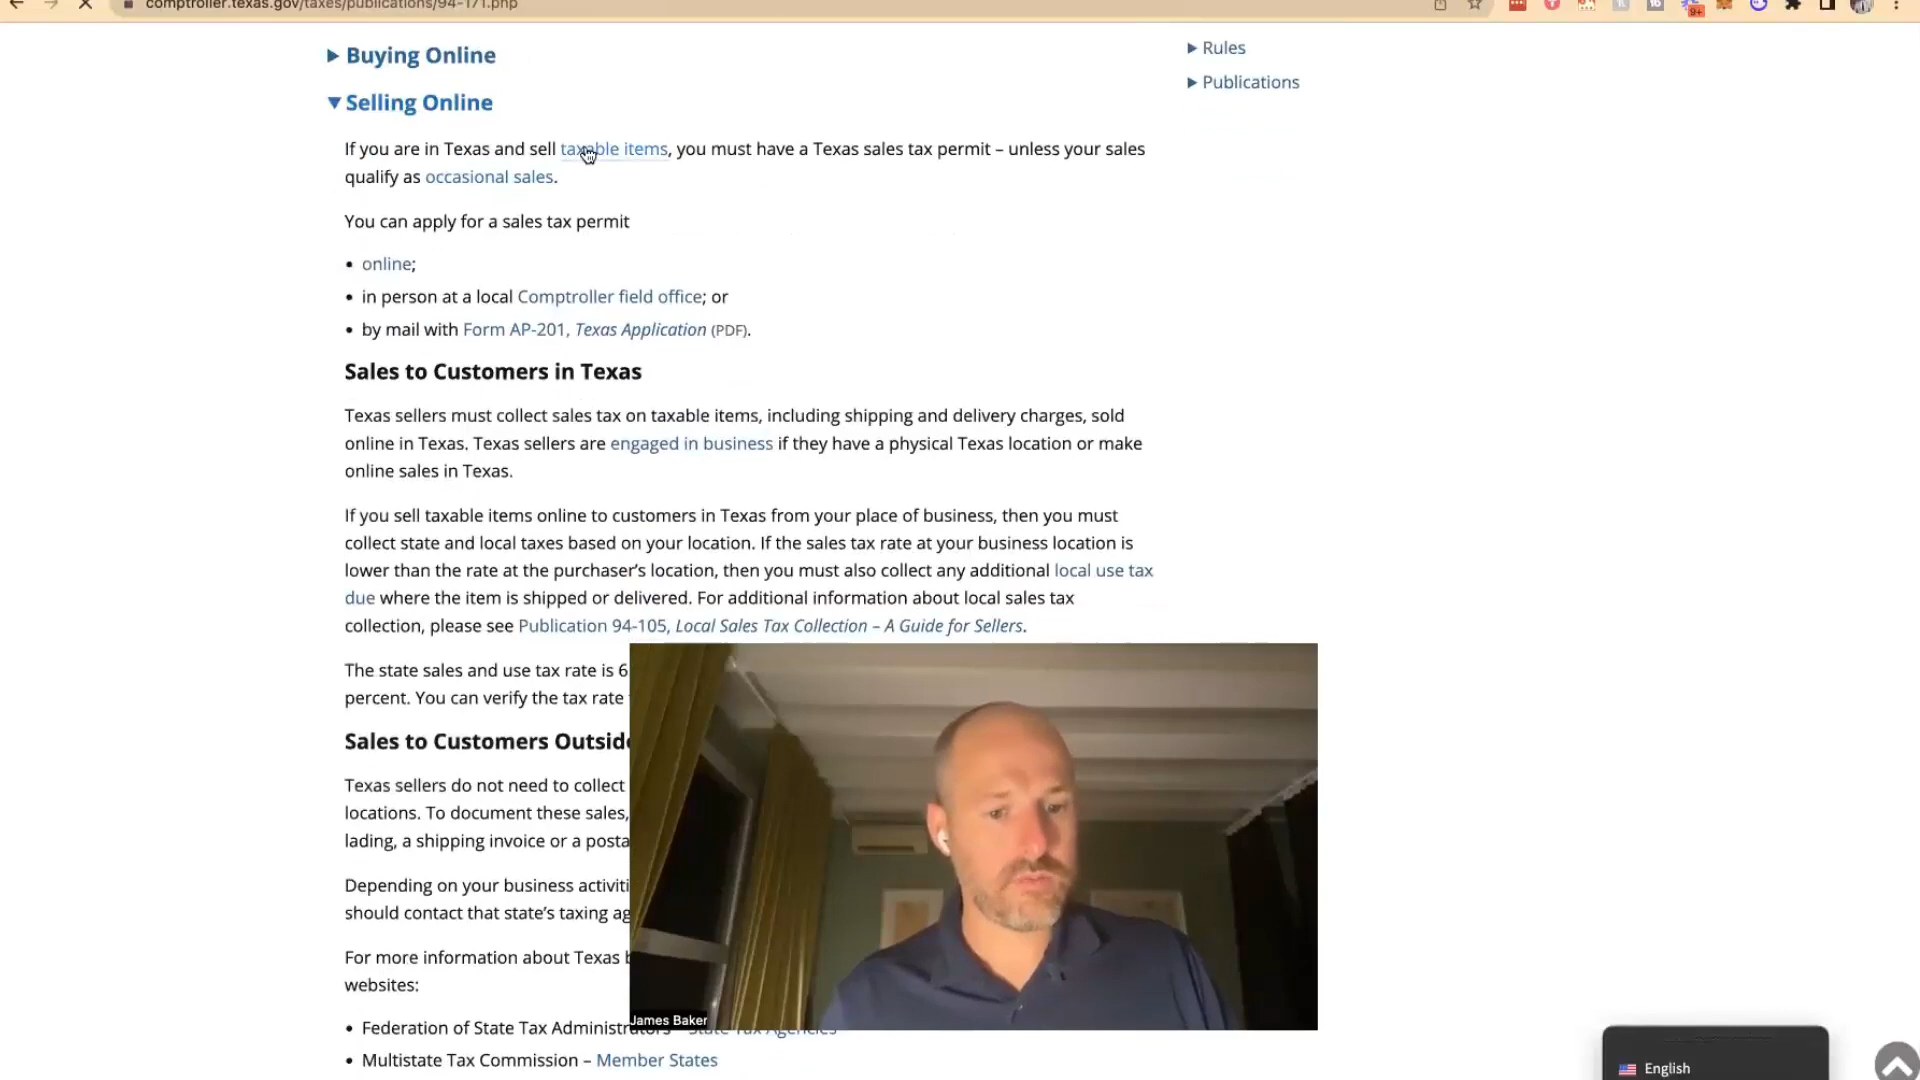 comptroller.texas.gov/taxes/publications/94-171.php
Buying Online
Selling Online
If you are in Texas and sell taxable items, you must have a Texas sales tax permit – unless your sales
qualify as occasional sales.
You can apply for a sales tax permit
• online;
• in person at a local Comptroller field office; or
• by mail with Form AP-201, Texas Application (PDF).
Sales to Customers in Texas
Texas sellers must collect sales tax on taxable items, including shipping and delivery charges, sold
online in Texas. Texas sellers are engaged in business if they have a physical Texas location or make
online sales in Texas.
If you sell taxable items online to customers in Texas from your place of business, then you must
collect state and local taxes based on your location. If the sales tax rate at your business location is
lower than the rate at the purchaser’s location, then you must also collect any additional local use tax
due where the item is shipped or delivered. For additional information about local sales tax
collection, please see Publication 94-105, Local Sales Tax Collection – A Guide for Sellers.
The state sales and use tax rate is 6
percent. You can verify the tax rate
Sales to Customers Outside
Texas sellers do not need to collect
locations. To document these sales,
lading, a shipping invoice or a posta
Depending on your business activiti
should contact that state’s taxing ag
For more information about Texas b
websites:
• Federation of State Tax Administrators – State Tax Agencies
• Multistate Tax Commission – Member States
Rules
Publications
James Baker
9+
English